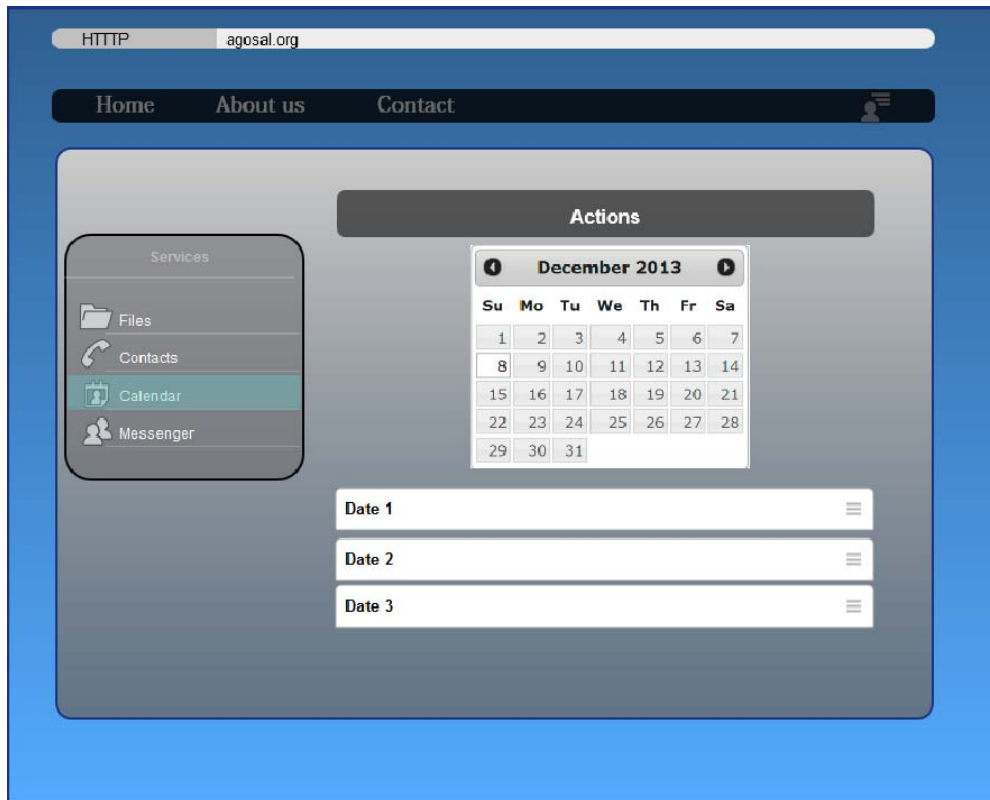 HTTTP agosal.org
Home About us Contact
Actions
Services
Files
Contacts
Calendar
Messenger
December 2013
Su Mo Tu We Th Fr Sa
1 2 3 4 5 6 7
8 9 10 11 12 13 14
15 16 17 18 19 20 21
22 23 24 25 26 27 28
29 30 31
Date 1
Date 2
Date 3